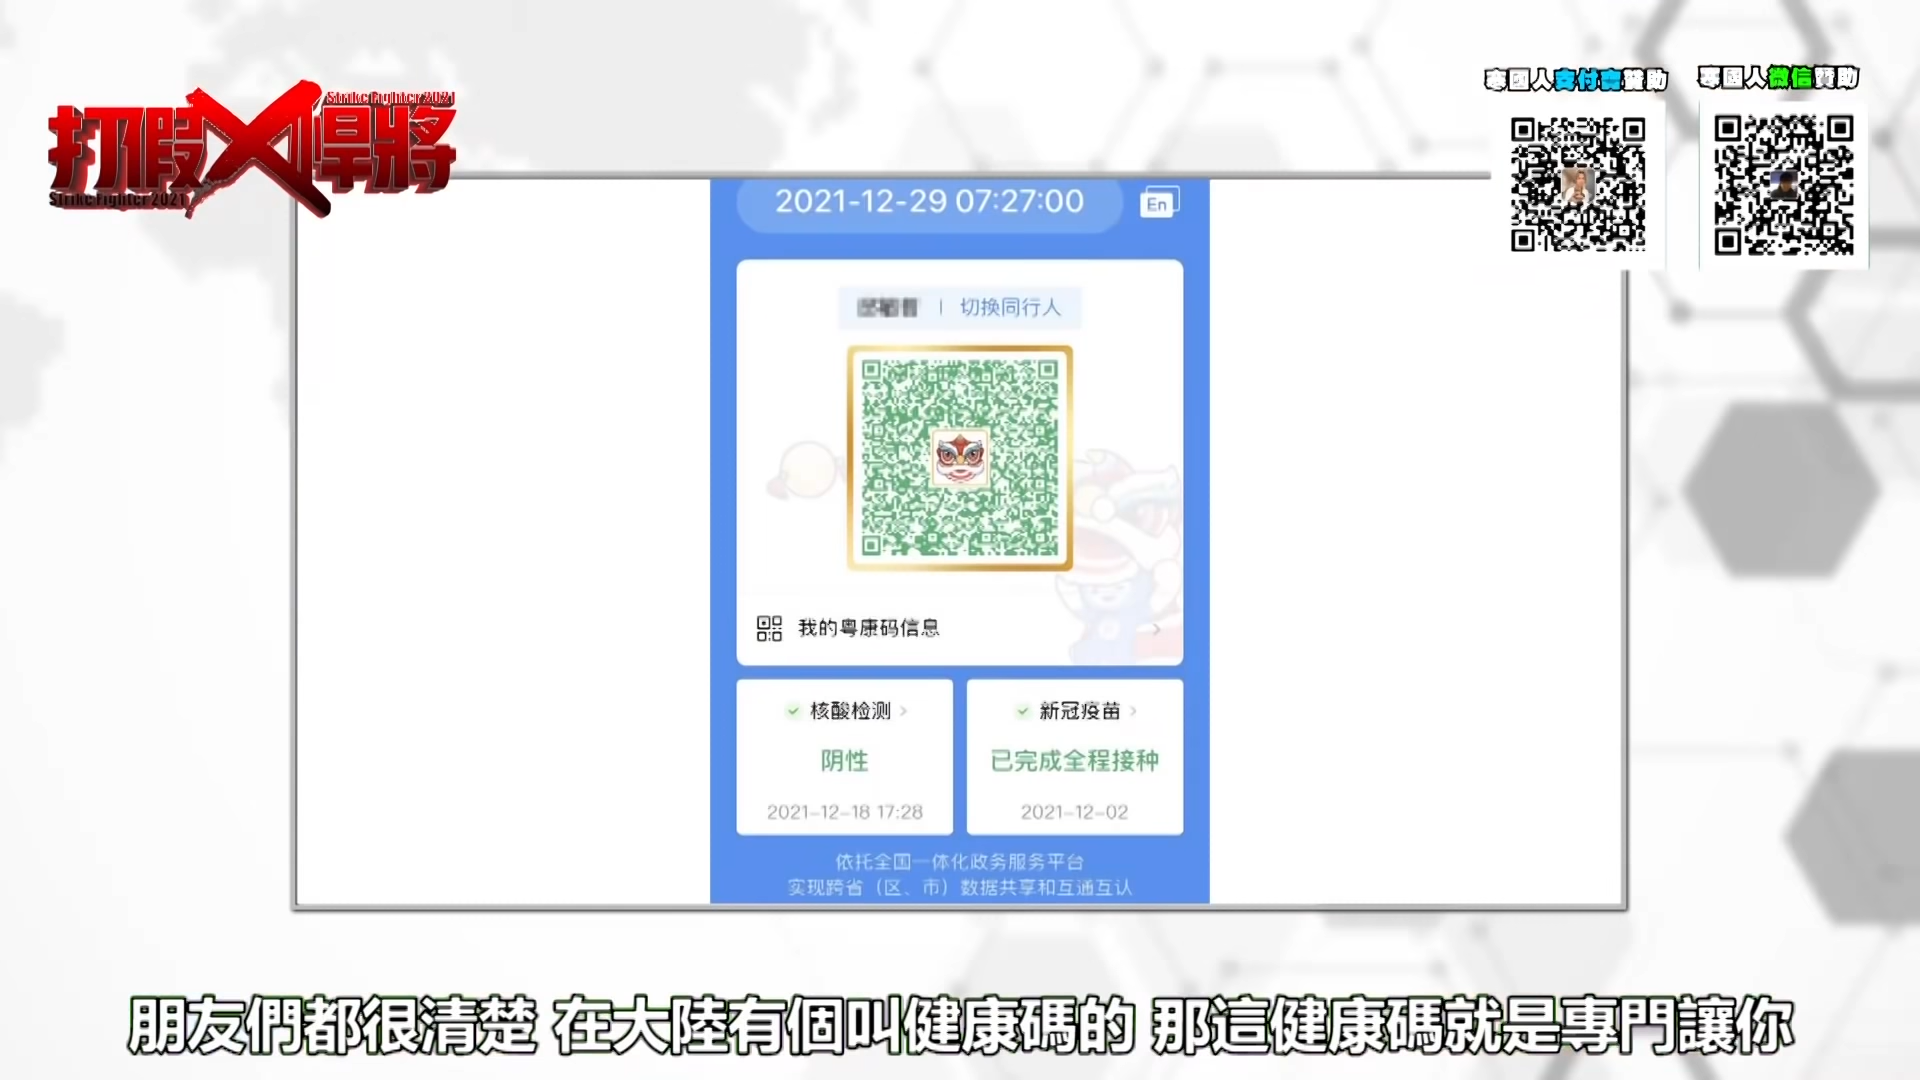 打假悍將
Strike Fighter 2021
Strike Fighter 2021
寒國人支付寶贊助
寒國人微信贊助
2021-12-29 07:27:00
En
切换同行人
我的粤康码信息
核酸检测
阴性
2021-12-18 17:28
新冠疫苗
已完成全程接种
2021-12-02
依托全国一体化政务服务平台
实现跨省（区、市）数据共享和互通互认
朋友們都很清楚 在大陸有個叫健康碼的 那這健康碼就是專門讓你